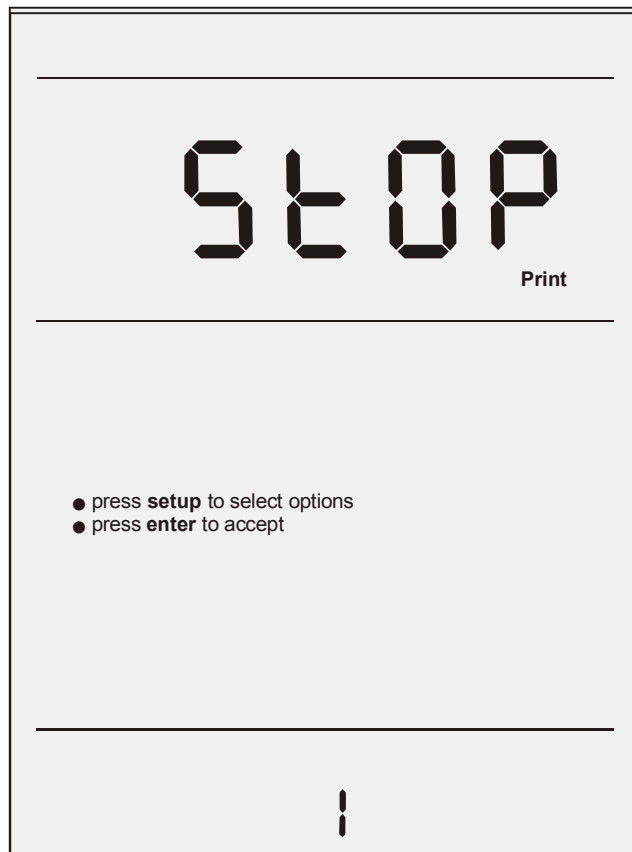 StOP
Print
● press setup to select options
● press enter to accept
1